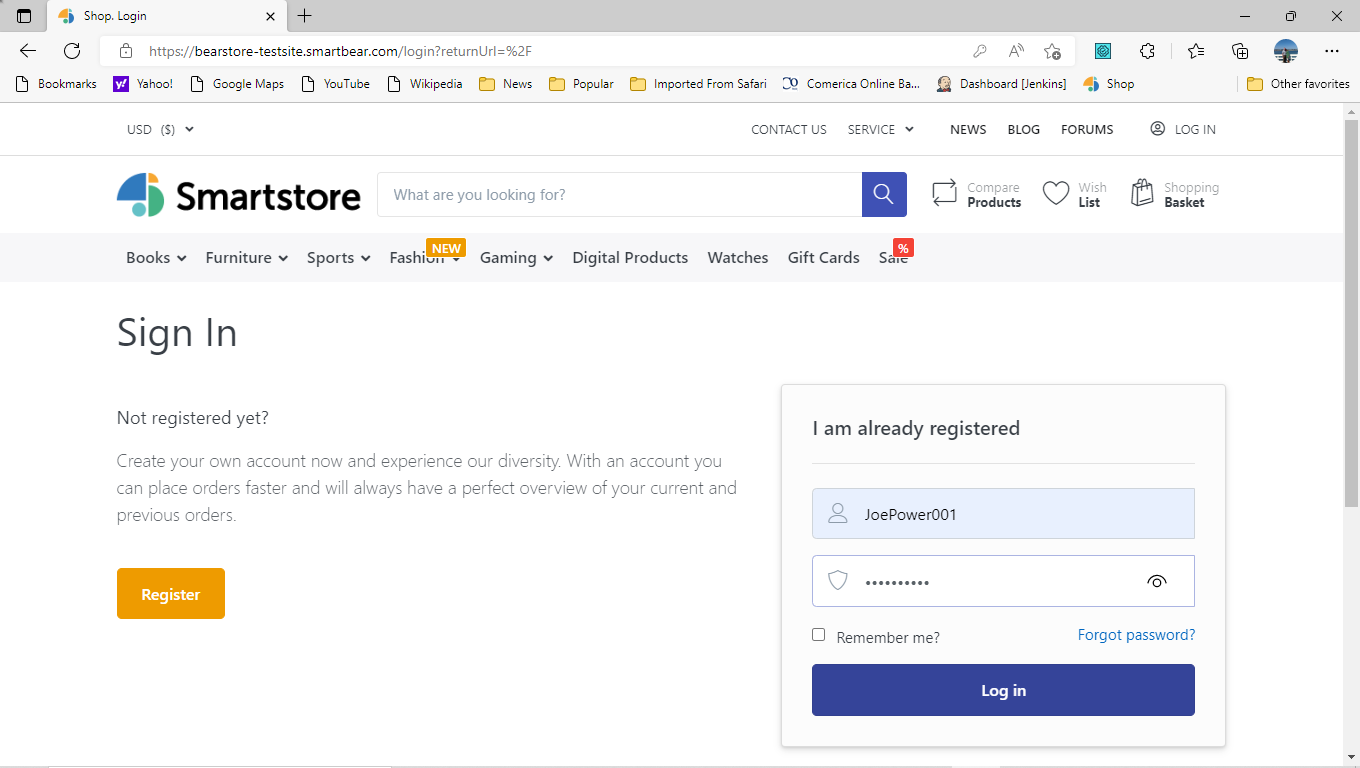 Shop. Login
https://bearstore-testsite.smartbear.com/login?returnUrl=%2F
Bookmarks Yahoo! Google Maps YouTube Wikipedia News Popular Imported From Safari Comerica Online Ba... Dashboard [Jenkins] Shop Other favorites
USD ($) CONTACT US SERVICE NEWS BLOG FORUMS LOG IN
Smartstore
What are you looking for?
Compare
Products
Wish
List
Shopping
Basket
Books Furniture Sports Fashion NEW Gaming Digital Products Watches Gift Cards Sale %
Sign In
Not registered yet?
Create your own account now and experience our diversity. With an account you
can place orders faster and will always have a perfect overview of your current and
previous orders.
Register
I am already registered
JoePower001
••••••••••
Remember me? Forgot password?
Log in